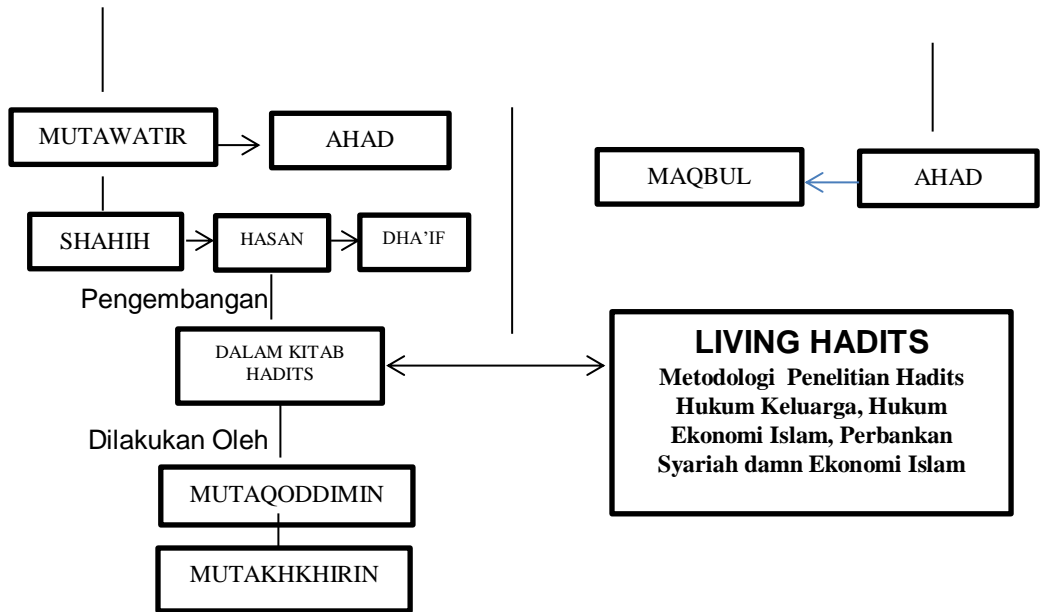 MUTAWATIR
AHAD
MAQBUL
AHAD
SHAHIH
HASAN
DHA'IF
Pengembangan
DALAM KITAB
HADITS
LIVING HADITS
Metodologi Penelitian Hadits
Hukum Keluarga, Hukum
Ekonomi Islam, Perbankan
Syariah damn Ekonomi Islam
Dilakukan Oleh
MUTAQODDIMIN
MUTAKHKHIRIN